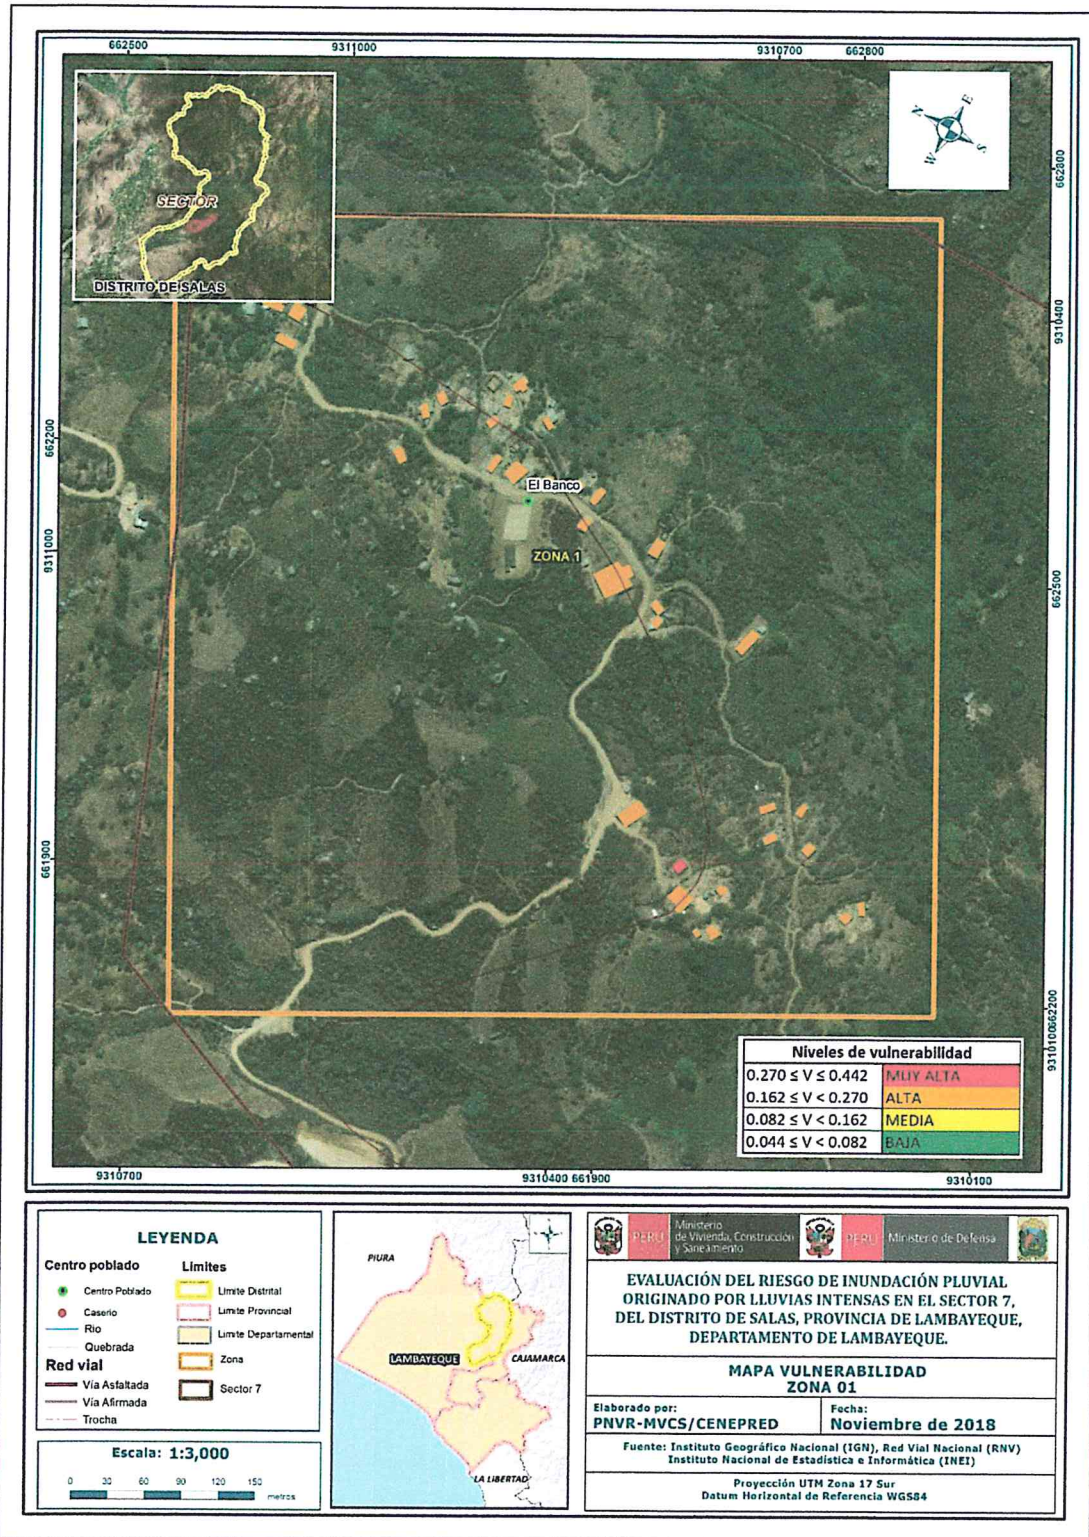 662500
9311000
9310700
662800
N
E
W
S
SECTOR
DISTRITO DE SALAS
662800
9310400
662200
9311000
662500
661900
9310100662200
El Banco
ZONA 1
Niveles de vulnerabilidad
0.270 ≤ V ≤ 0.442 MUY ALTA
0.162 ≤ V < 0.270 ALTA
0.082 ≤ V < 0.162 MEDIA
0.044 ≤ V < 0.082 BAJA
9310700
9310400 661900
9310100
LEYENDA
Centro poblado
Centro Poblado
Caserio
Rio
Quebrada
Red vial
Vía Asfaltada
Vía Afirmada
Trocha
Limites
Limite Distrital
Limite Provincial
Limite Departamental
Zona
Sector 7
Escala: 1:3,000
0 30 60 90 120 150
metros
PIURA
LAMBAYEQUE
CAJAMARCA
LA LIBERTAD
PERÚ
Ministerio
de Vivienda, Construcción
y Saneamiento
PERÚ
Ministerio de Defensa
EVALUACIÓN DEL RIESGO DE INUNDACIÓN PLUVIAL
ORIGINADO POR LLUVIAS INTENSAS EN EL SECTOR 7,
DEL DISTRITO DE SALAS, PROVINCIA DE LAMBAYEQUE,
DEPARTAMENTO DE LAMBAYEQUE.
MAPA VULNERABILIDAD
ZONA 01
Elaborado por:
PNVR-MVCS/CENEPRED
Fecha:
Noviembre de 2018
Fuente: Instituto Geográfico Nacional (IGN), Red Vial Nacional (RNV)
Instituto Nacional de Estadística e Informática (INEI)
Proyección UTM Zona 17 Sur
Datum Horizontal de Referencia WGS84